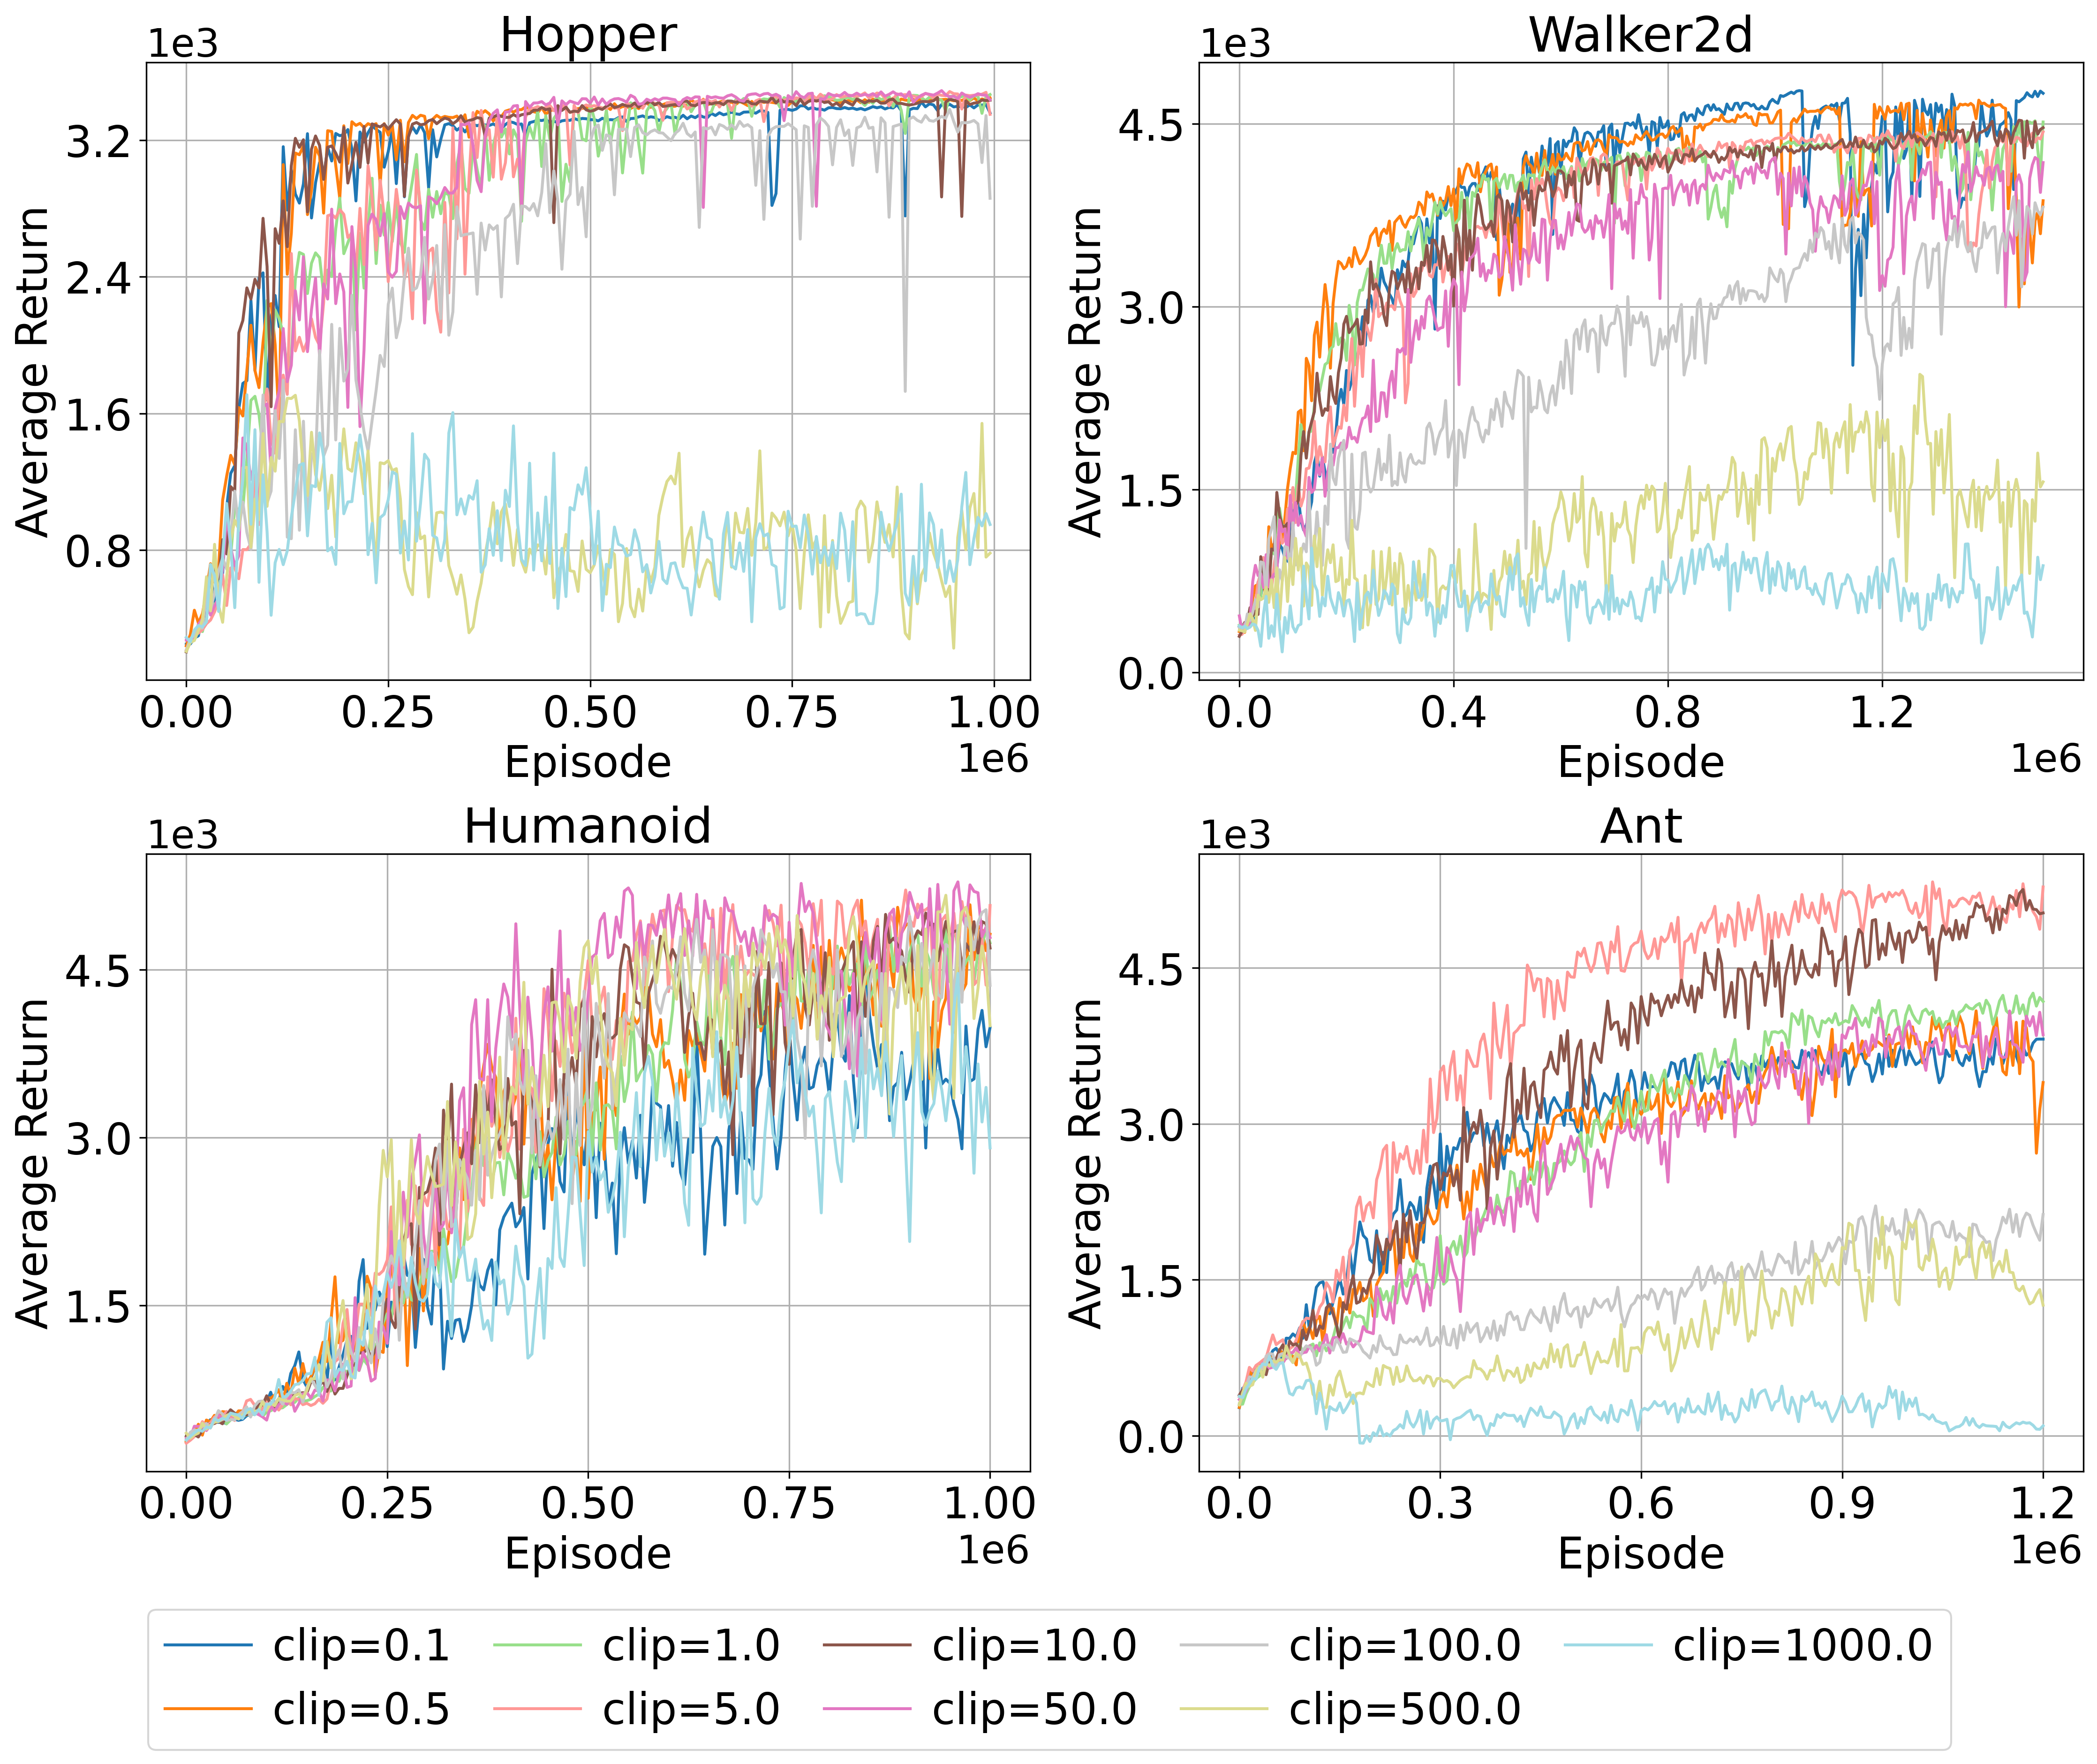 Hopper
1e3
Average Return
3.2
2.4
1.6
0.8
0.00 0.25 0.50 0.75 1.00
Episode
1e6
Walker2d
1e3
Average Return
4.5
3.0
1.5
0.0
0.0 0.4 0.8 1.2
Episode
1e6
Humanoid
1e3
Average Return
4.5
3.0
1.5
0.00 0.25 0.50 0.75 1.00
Episode
1e6
Ant
1e3
Average Return
4.5
3.0
1.5
0.0
0.0 0.3 0.6 0.9 1.2
Episode
1e6
clip=0.1 clip=1.0 clip=10.0 clip=100.0 clip=1000.0
clip=0.5 clip=5.0 clip=50.0 clip=500.0